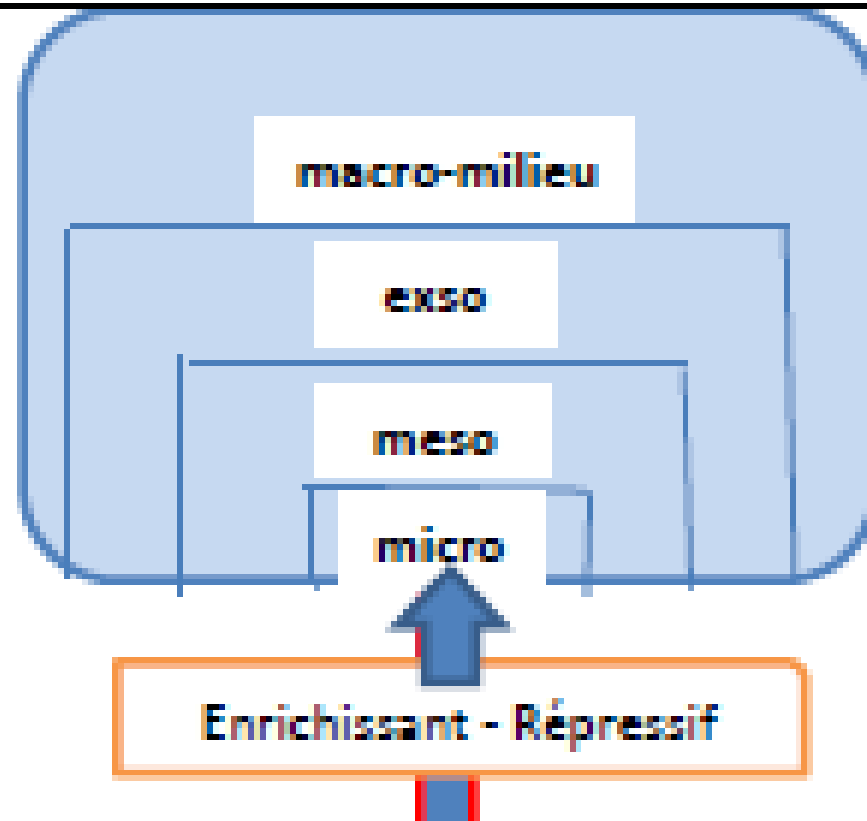 macro-milieu
exso
meso
micro
Enrichissant - Répressif